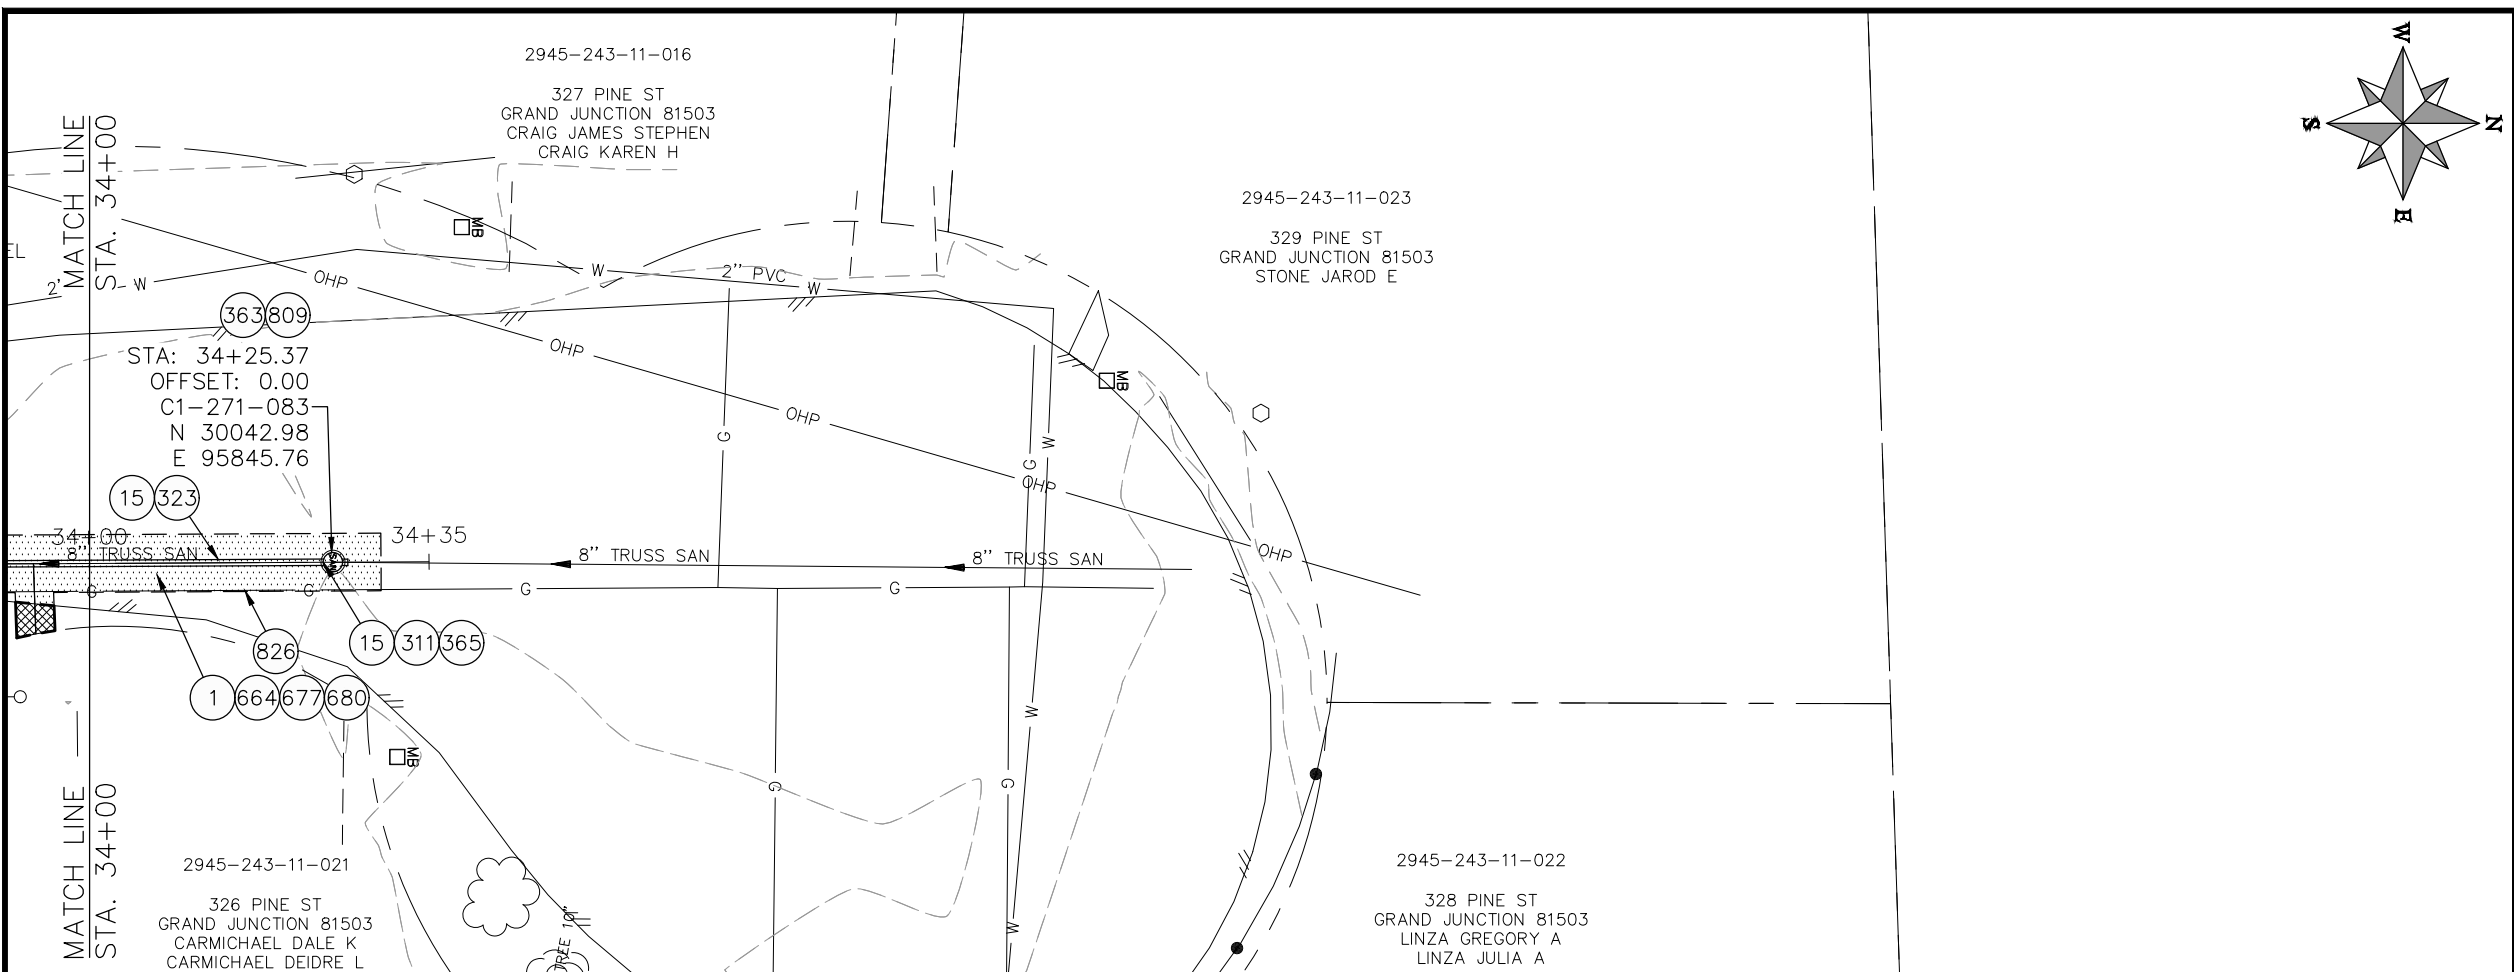 2945-243-11-016
327 PINE ST
GRAND JUNCTION 81503
CRAIG JAMES STEPHEN
CRAIG KAREN H
W
S
N
E
MATCH LINE
STA. 34+00
2945-243-11-023
329 PINE ST
GRAND JUNCTION 81503
STONE JAROD E
MB
EL
2'
W
OHP
W
2" PVC
W
363 809
OHP
STA: 34+25.37
OFFSET: 0.00
C1-271-083
N 30042.98
E 95845.76
MB
OHP
G
W
G
OHP
15 323
34+00
34+35
8" TRUSS SAN
SAN
8" TRUSS SAN
8" TRUSS SAN
OHP
G
G
G
G
15 311 365
826
1 664 677 680
W
MB
G
G
MATCH LINE
STA. 34+00
2945-243-11-021
326 PINE ST
GRAND JUNCTION 81503
CARMICHAEL DALE K
CARMICHAEL DEIDRE L
TREE 10"
W
2945-243-11-022
328 PINE ST
GRAND JUNCTION 81503
LINZA GREGORY A
LINZA JULIA A